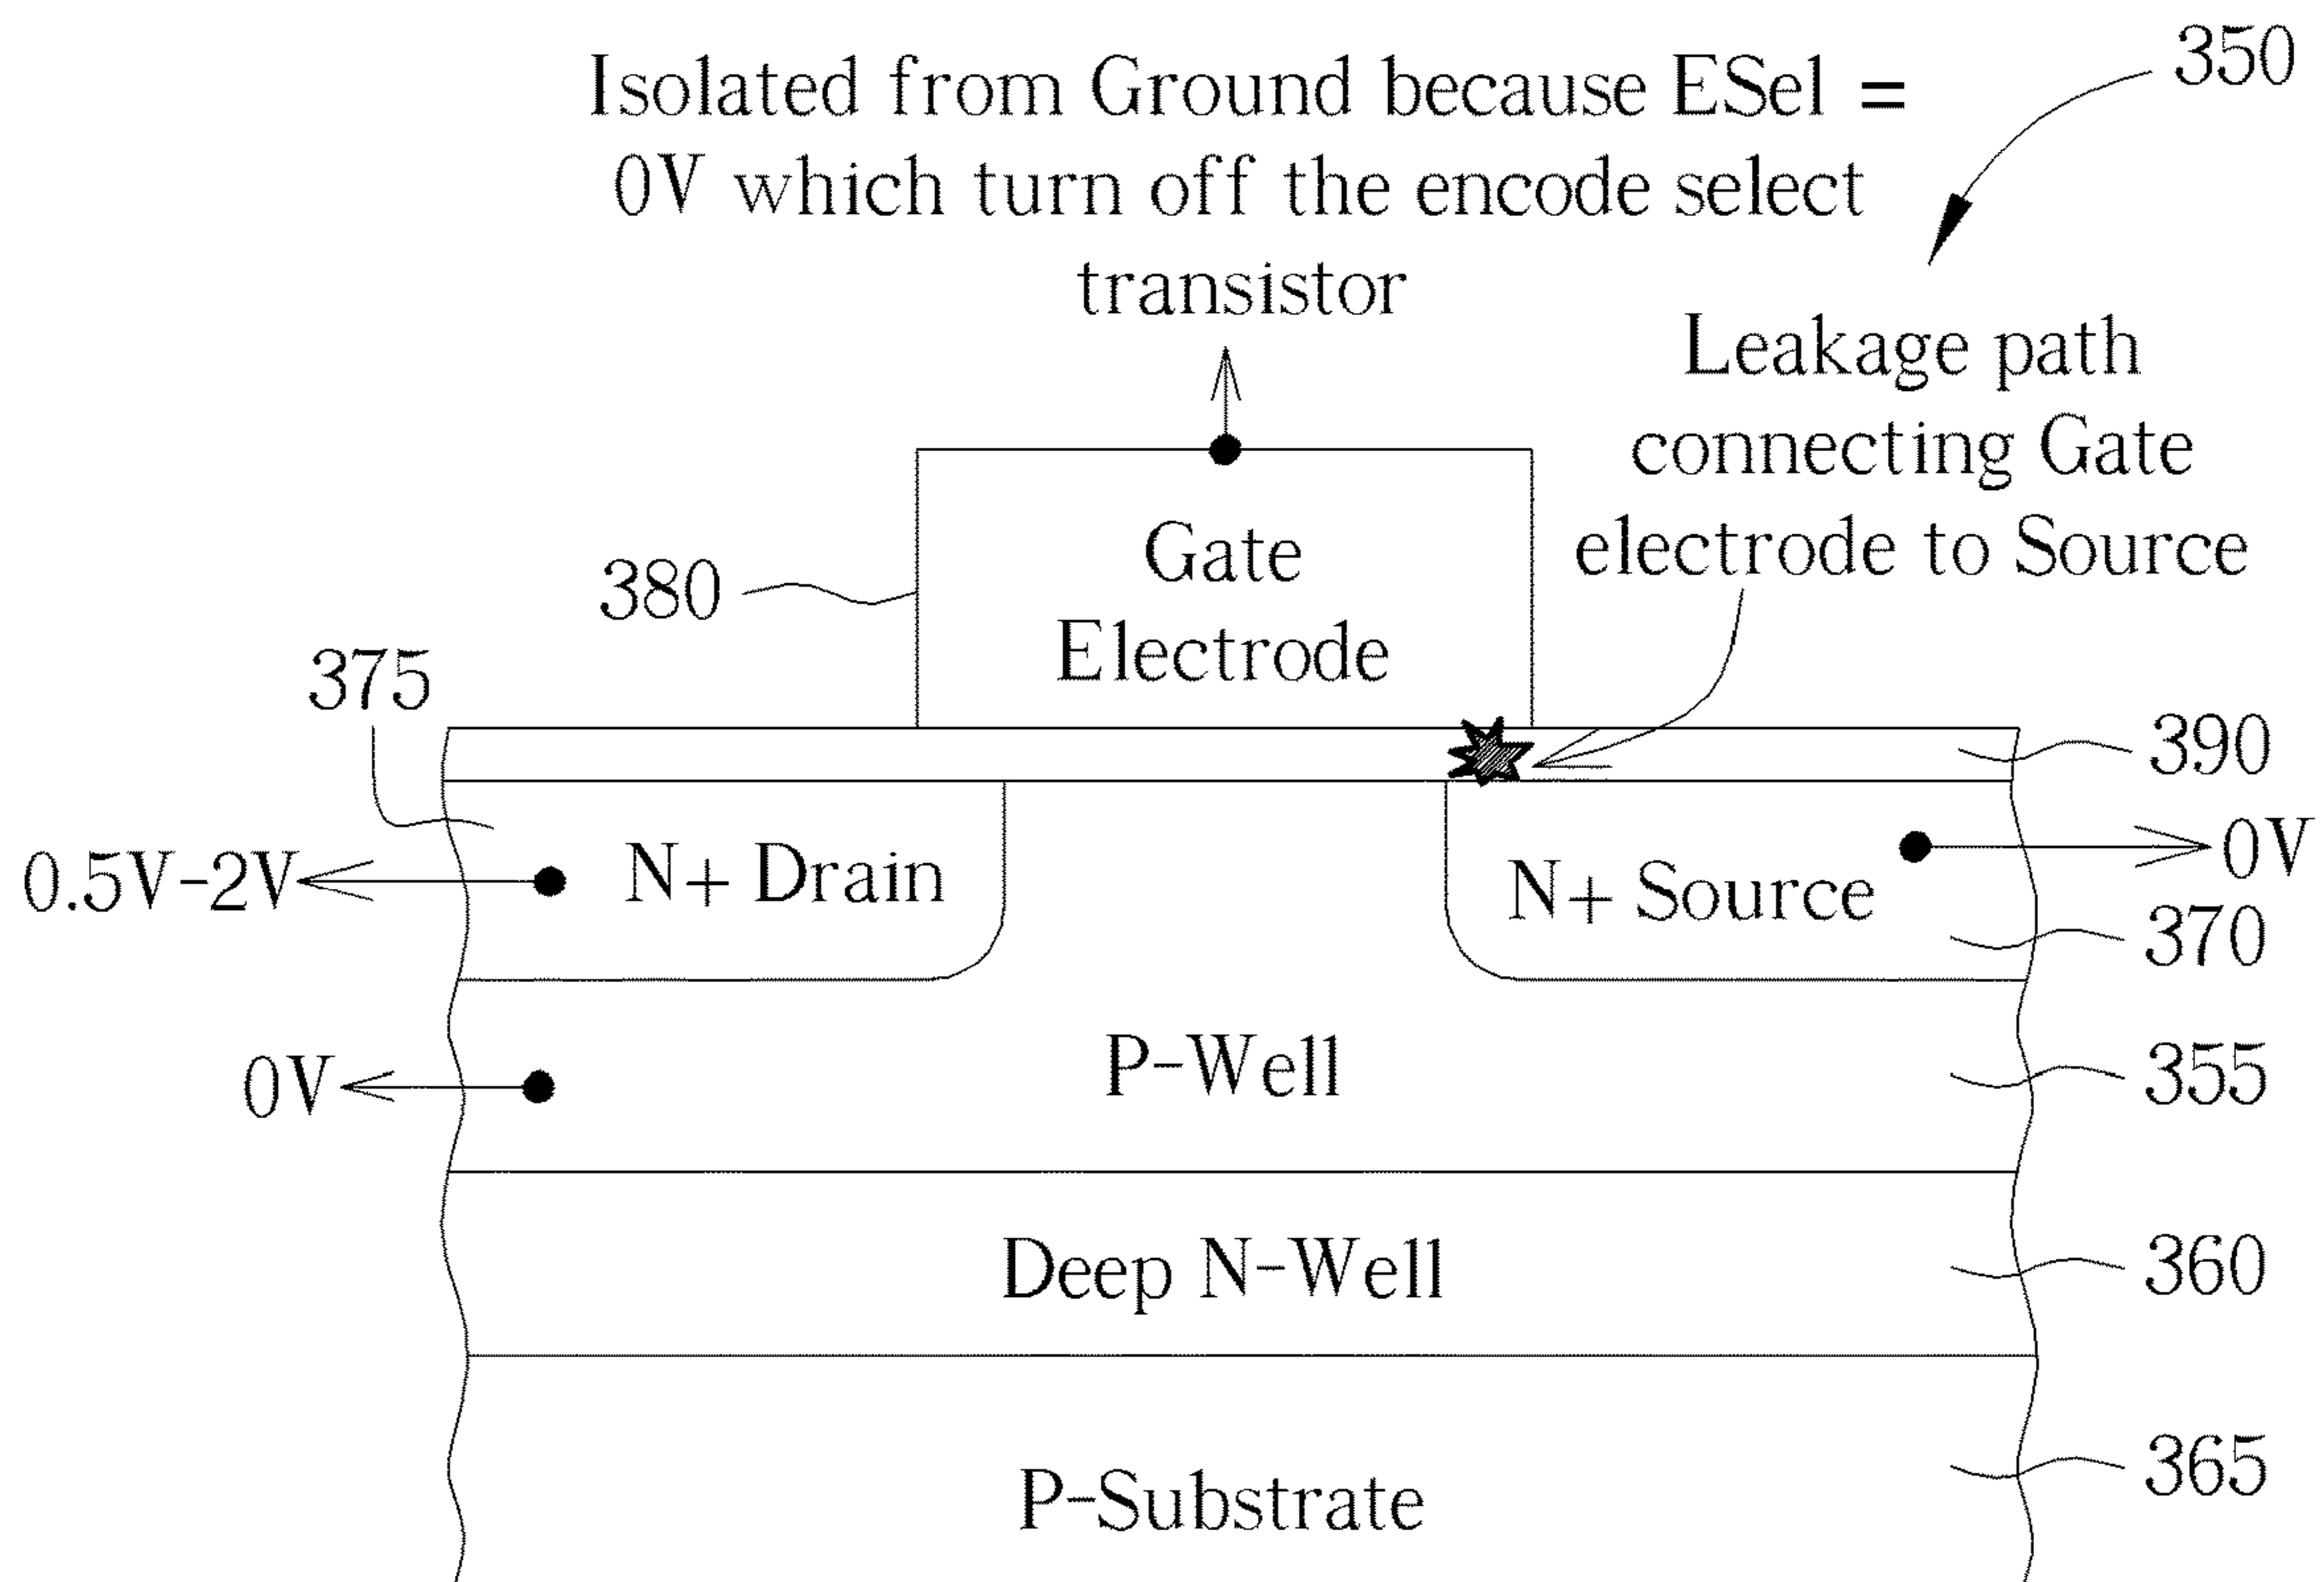 350
Isolated from Ground because ESel =
0V which turn off the encode select
transistor
Leakage path
connecting Gate
electrode to Source
Gate
Electrode
380
375
390
0.5V-2V
N+ Drain
N+ Source
0V
370
0V
P-Well
355
Deep N-Well
360
P-Substrate
365